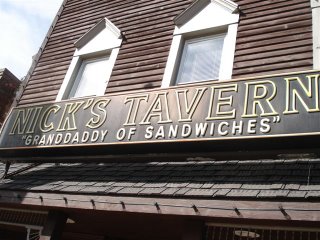 NICK'S TAVERN
"GRANDDADDY OF SANDWICHES"